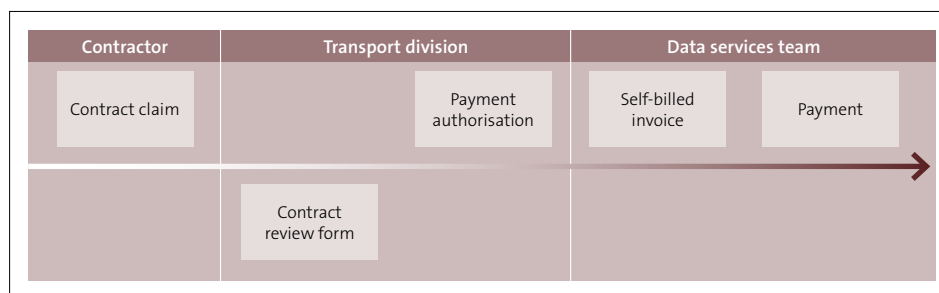 Contractor
Transport division
Data services team
Contract claim
Payment
authorisation
Self-billed
invoice
Payment
Contract
review form